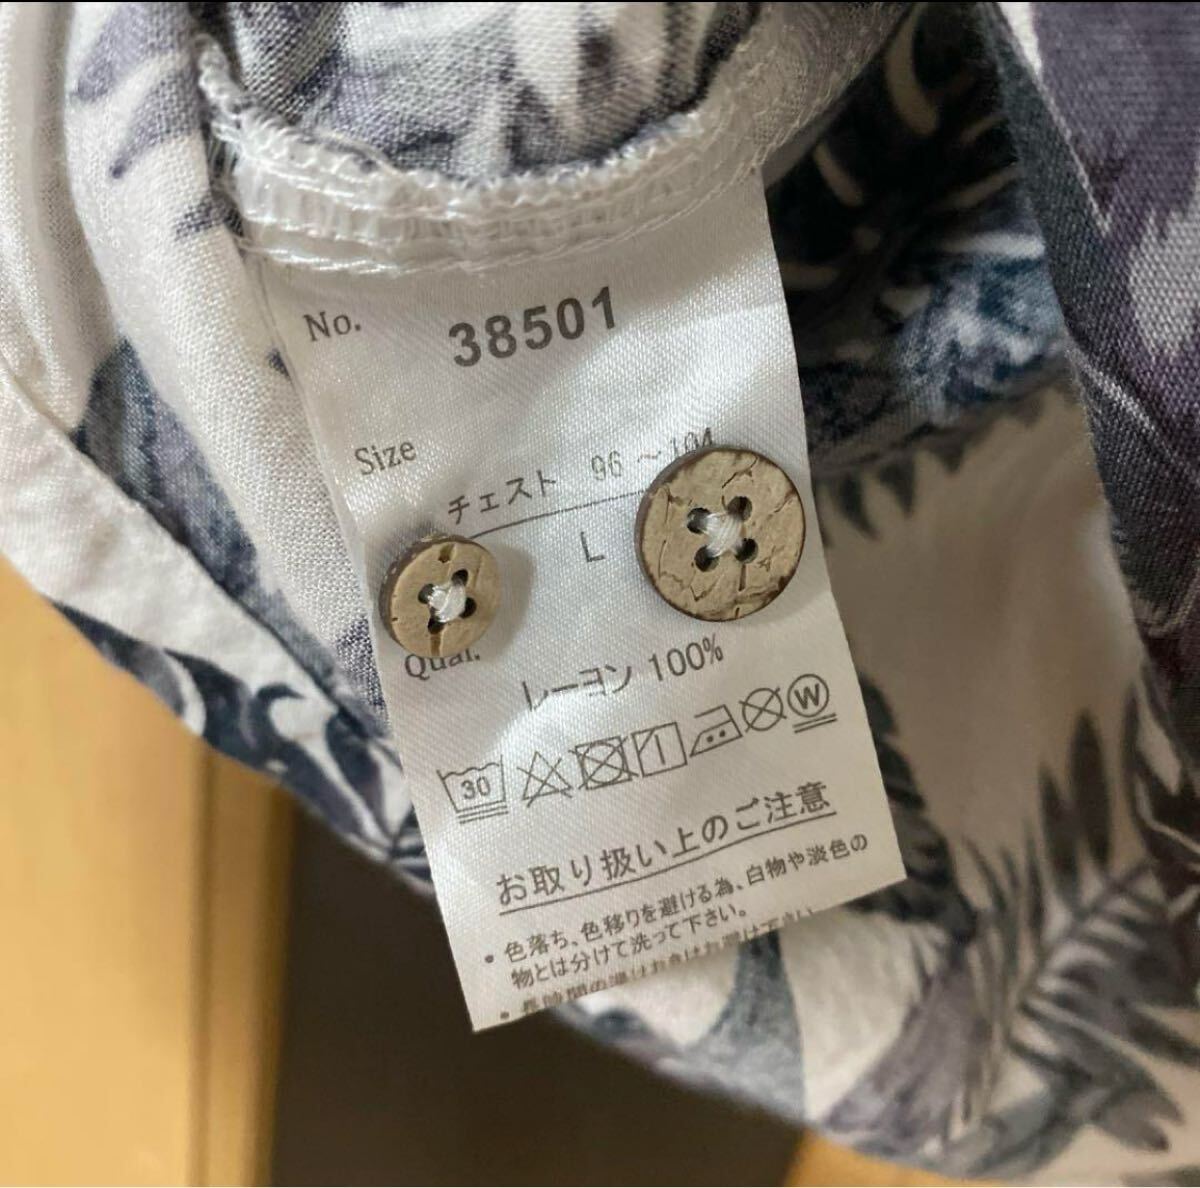 No. 38501
Size
チェスト 96～104
L
Qual.
レーヨン 100%
30 W
お取り扱い上のご注意
・色落ち、色移りを避ける為、白物や淡色の
物とは分けて洗って下さい。